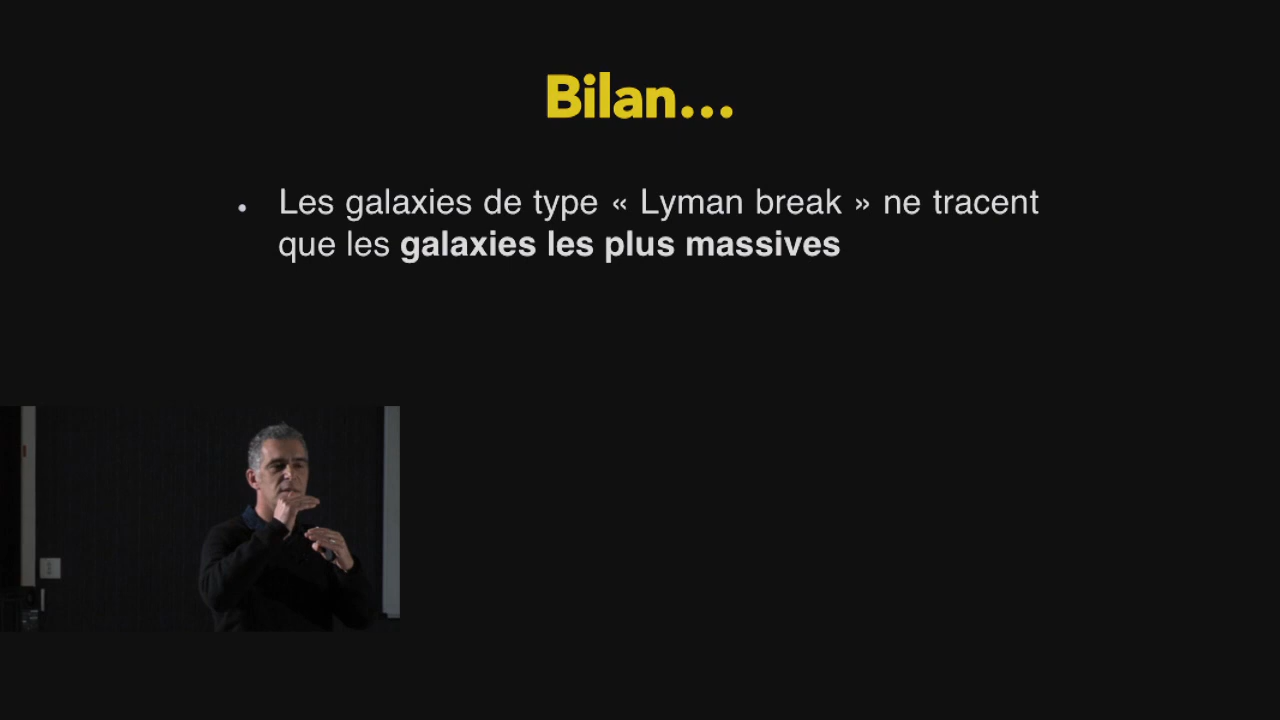 Bilan...
• Les galaxies de type « Lyman break » ne tracent
que les galaxies les plus massives